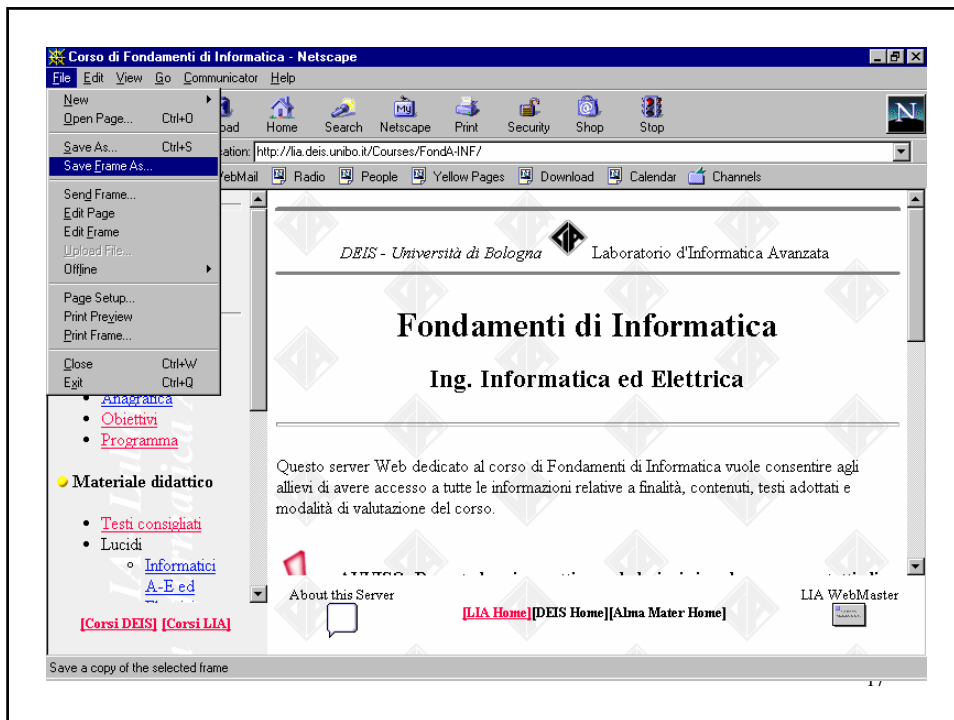 Corso di Fondamenti di Informatica - Netscape
File Edit View Go Communicator Help
New
Open Page... Ctrl+O
Save As... Ctrl+S
Save Frame As...
Send Frame...
Edit Page
Edit Frame
Upload File...
Offline
Page Setup...
Print Preview
Print Frame...
Close Ctrl+W
Exit Ctrl+Q
Home Search Netscape Print Security Shop Stop
My
N
http://lia.deis.unibo.it/Courses/FondA-INF/
Radio People Yellow Pages Download Calendar Channels
Anagrafica
Obiettivi
Programma
Materiale didattico
Testi consigliati
Lucidi
Informatici
A-E ed
[Corsi DEIS] [Corsi LIA]
DEIS - Università di Bologna Laboratorio d'Informatica Avanzata
Fondamenti di Informatica
Ing. Informatica ed Elettrica
Questo server Web dedicato al corso di Fondamenti di Informatica vuole consentire agli
allievi di avere accesso a tutte le informazioni relative a finalità, contenuti, testi adottati e
modalità di valutazione del corso.
About this Server
[LIA Home][DEIS Home][Alma Mater Home]
LIA WebMaster
Save a copy of the selected frame
17